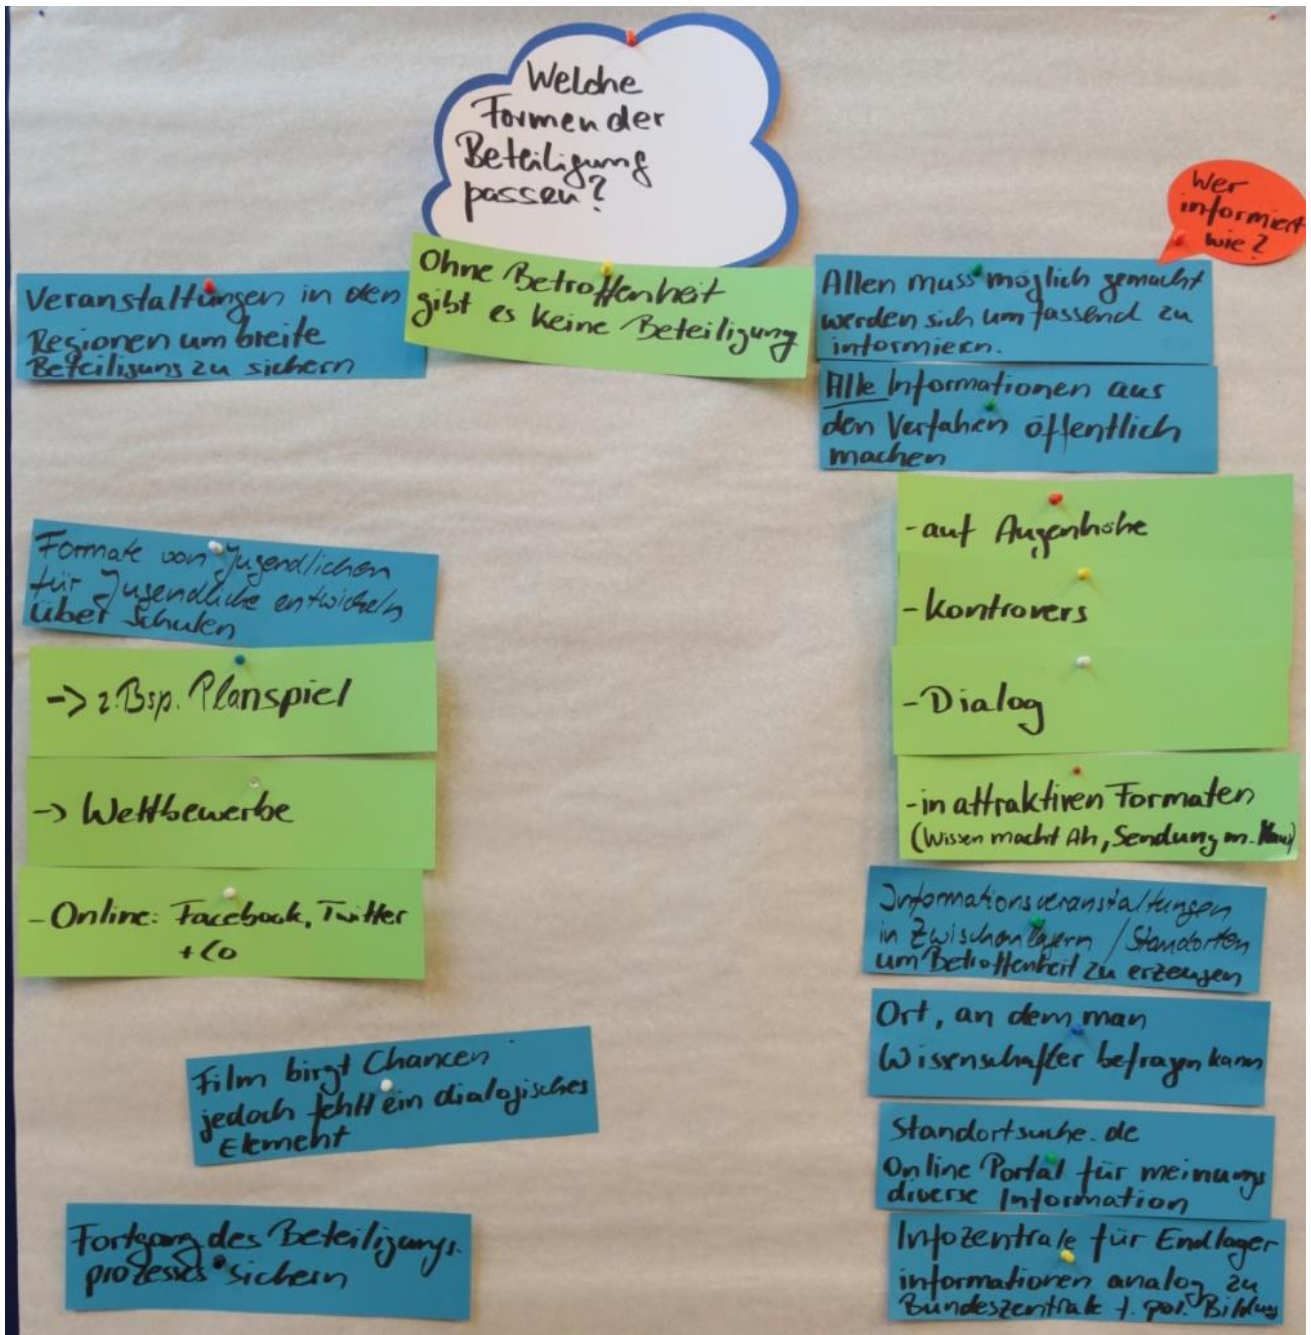 Welche
Formen der
Beteiligung
passen?
Wer
informiert
wie?
Ohne Betroffenheit
gibt es keine Beteiligung
Veranstaltungen in den
Regionen um breite
Beteiligung zu sichern
Formate von Jugendlichen
für Jugendliche entwickeln
über Schulen
-> z.Bsp. Planspiel
-> Wettbewerbe
- Online: Facebook, Twitter
+ Co
Film birgt Chancen
jedoch fehlt ein dialogisches
Element
Fortgang des Beteiligungs-
prozesses sichern
Allen muss möglich gemacht
werden sich umfassend zu
informieren.
Alle Informationen aus
den Verfahen öffentlich
machen
- auf Augenhöhe
- kontrovers
- Dialog
- in attraktiven Formaten
(Wissen macht Ah, Sendung m. Maus)
Informationsveranstaltungen
in Zwischenlagern / Standorten
um Betroffenheit zu erzeugen
Ort, an dem man
Wissenschafter befragen kann
Standortsuche.de
Online Portal für meinungs
diverse Information
Infozentrale für Endlager
informationen analog zu
Bundeszentrale f. pol. Bildung